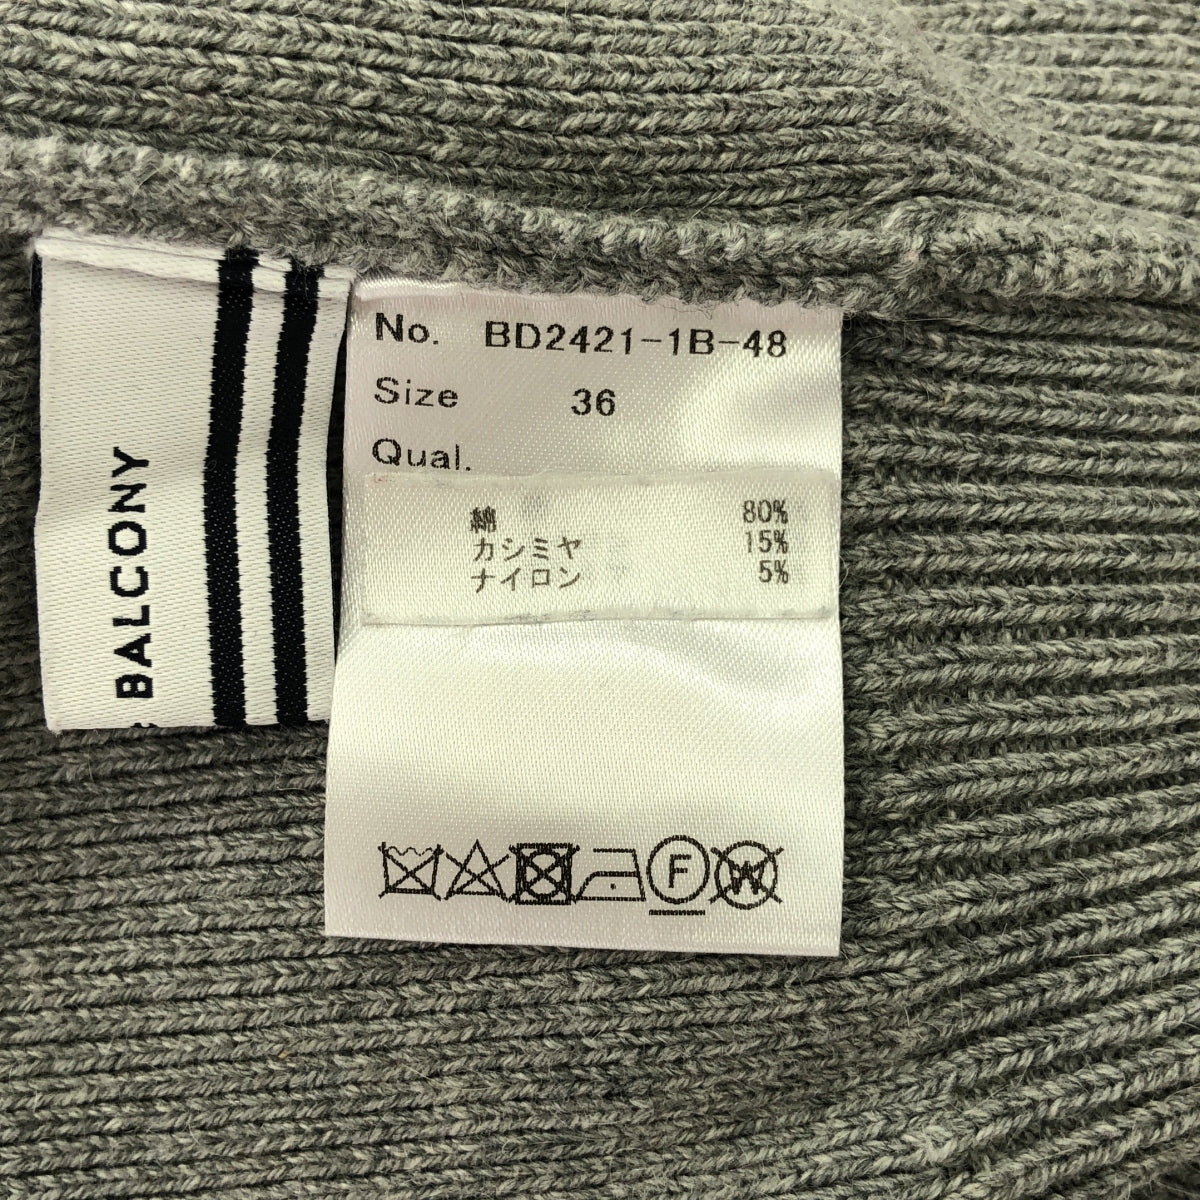 No. BD2421-1B-48
Size 36
Qual.
綿 80%
カシミヤ 15%
ナイロン 5%
F
W
BALCONY